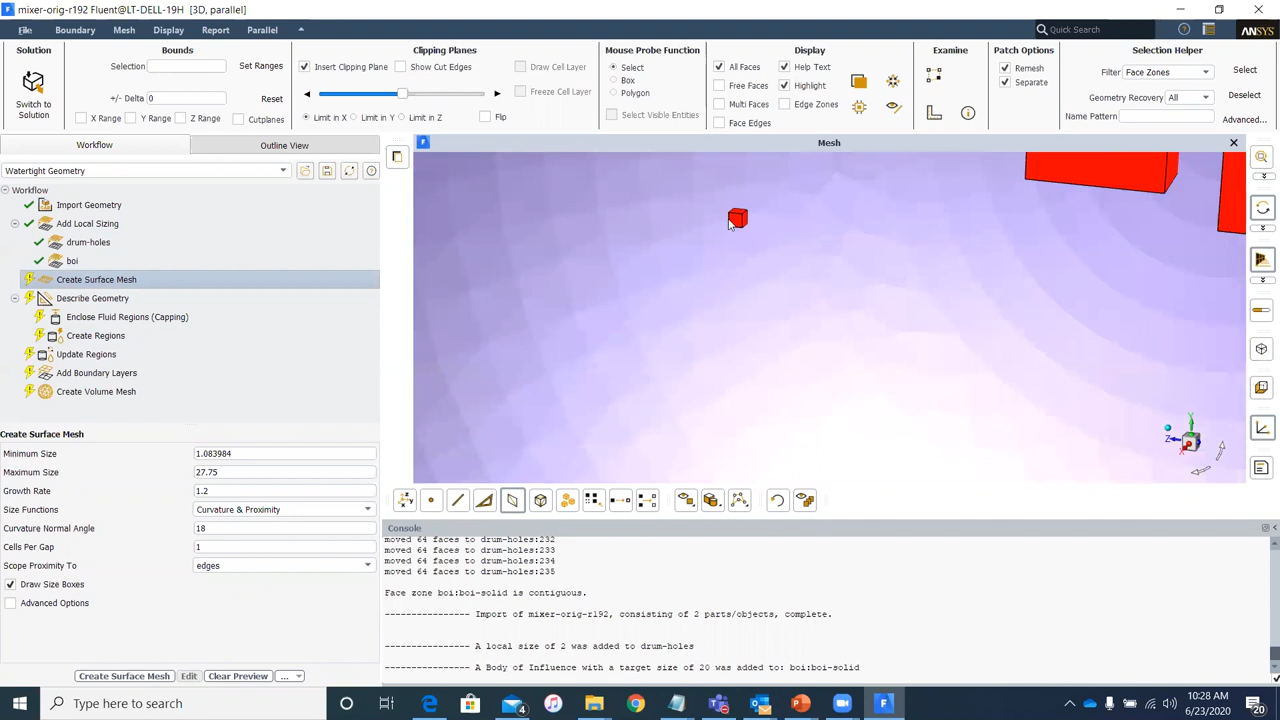 mixer-orig-r192 Fluent@LT-DELL-19H [3D, parallel]
File Boundary Mesh Display Report Parallel Quick Search ANSYS
Solution Bounds Clipping Planes Mouse Probe Function Display Examine Patch Options Selection Helper
Switch to Solution
Selection Set Ranges
+/- Delta 0 Reset
X Range Y Range Z Range Cutplanes
Insert Clipping Plane Show Cut Edges Draw Cell Layer
Freeze Cell Layer
Limit in X Limit in Y Limit in Z Flip
Select
Box
Polygon
Select Visible Entities
All Faces Help Text
Free Faces Highlight
Multi Faces Edge Zones
Face Edges
Remesh
Separate
Filter Face Zones Select
Geometry Recovery All Deselect
Name Pattern Advanced...
Workflow Outline View
Watertight Geometry
Workflow
Import Geometry
Add Local Sizing
drum-holes
boi
Create Surface Mesh
Describe Geometry
Enclose Fluid Regions (Capping)
Create Regions
Update Regions
Add Boundary Layers
Create Volume Mesh
Create Surface Mesh
Minimum Size 1.083984
Maximum Size 27.75
Growth Rate 1.2
Size Functions Curvature & Proximity
Curvature Normal Angle 18
Cells Per Gap 1
Scope Proximity To edges
Draw Size Boxes
Advanced Options
Create Surface Mesh Edit Clear Preview ...
Mesh
Y
Z
X
Console
moved 64 faces to drum-holes:232
moved 64 faces to drum-holes:233
moved 64 faces to drum-holes:234
moved 64 faces to drum-holes:235
Face zone boi:boi-solid is contiguous.
---------------- Import of mixer-orig-r192, consisting of 2 parts/objects, complete.
---------------- A local size of 2 was added to drum-holes
---------------- A Body of Influence with a target size of 20 was added to: boi:boi-solid
Type here to search
4
10:28 AM
6/23/2020
20